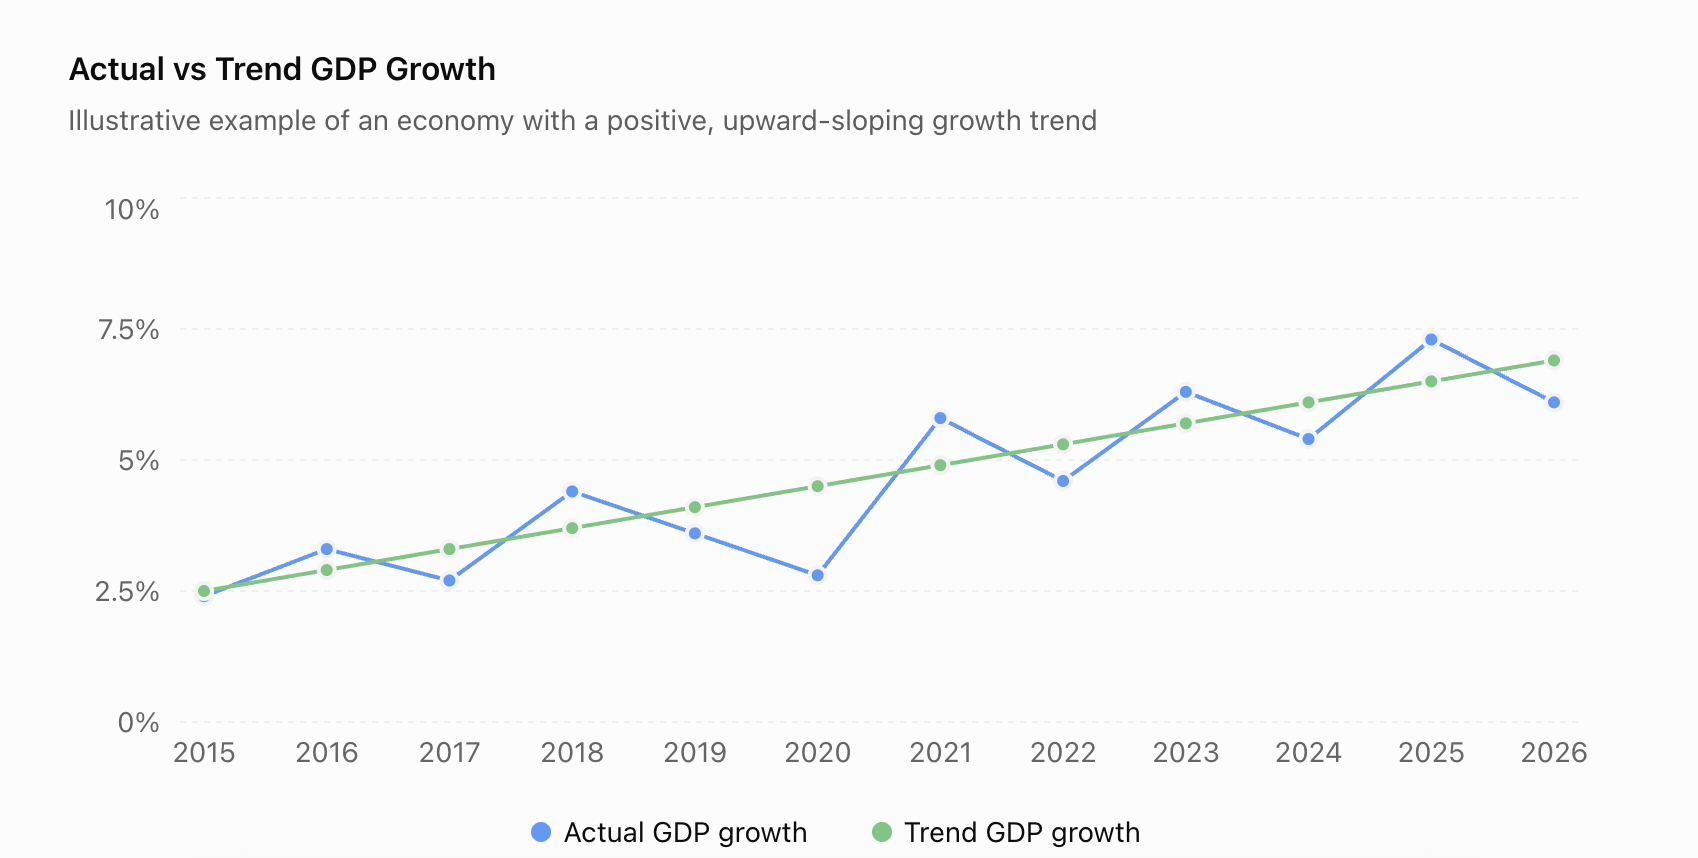 Actual vs Trend GDP Growth
Illustrative example of an economy with a positive, upward-sloping growth trend
10%
7.5%
5%
2.5%
0%
2015 2016 2017 2018 2019 2020 2021 2022 2023 2024 2025 2026
Actual GDP growth Trend GDP growth